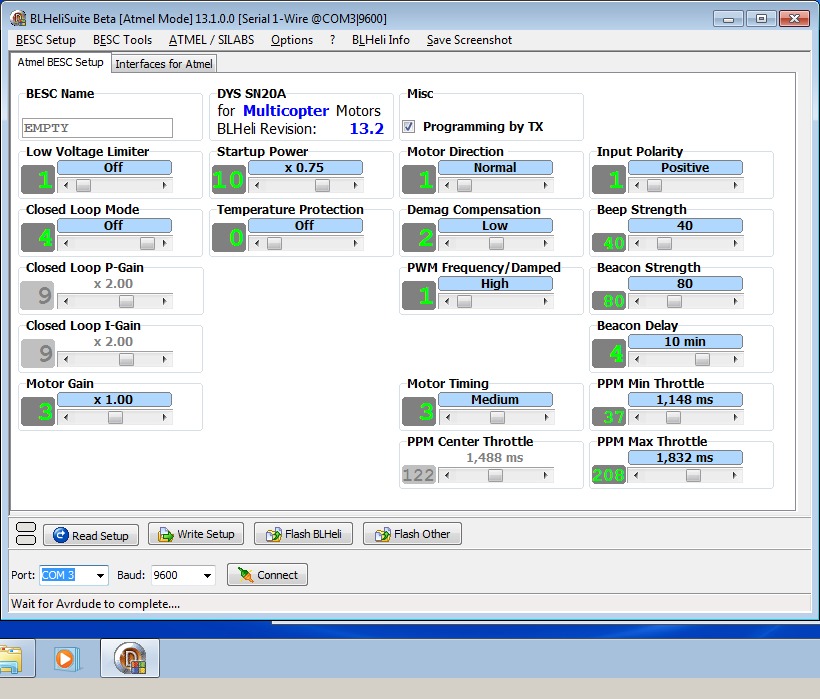 BLHeliSuite Beta [Atmel Mode] 13.1.0.0 [Serial 1-Wire @COM3|9600]
BESC Setup BESC Tools ATMEL / SILABS Options ? BLHeli Info Save Screenshot
Atmel BESC Setup Interfaces for Atmel
BESC Name
EMPTY
DYS SN20A
for Multicopter Motors
BLHeli Revision: 13.2
Misc
Programming by TX
Low Voltage Limiter
Off
1
Startup Power
x 0.75
10
Motor Direction
Normal
1
Input Polarity
Positive
1
Closed Loop Mode
Off
4
Temperature Protection
Off
0
Demag Compensation
Low
2
Beep Strength
40
40
Closed Loop P-Gain
x 2.00
9
PWM Frequency/Damped
High
1
Beacon Strength
80
80
Closed Loop I-Gain
x 2.00
9
Beacon Delay
10 min
4
Motor Gain
x 1.00
3
Motor Timing
Medium
3
PPM Min Throttle
1,148 ms
37
PPM Center Throttle
1,488 ms
122
PPM Max Throttle
1,832 ms
208
Read Setup Write Setup Flash BLHeli Flash Other
Port: COM 3 Baud: 9600 Connect
Wait for Avrdude to complete....